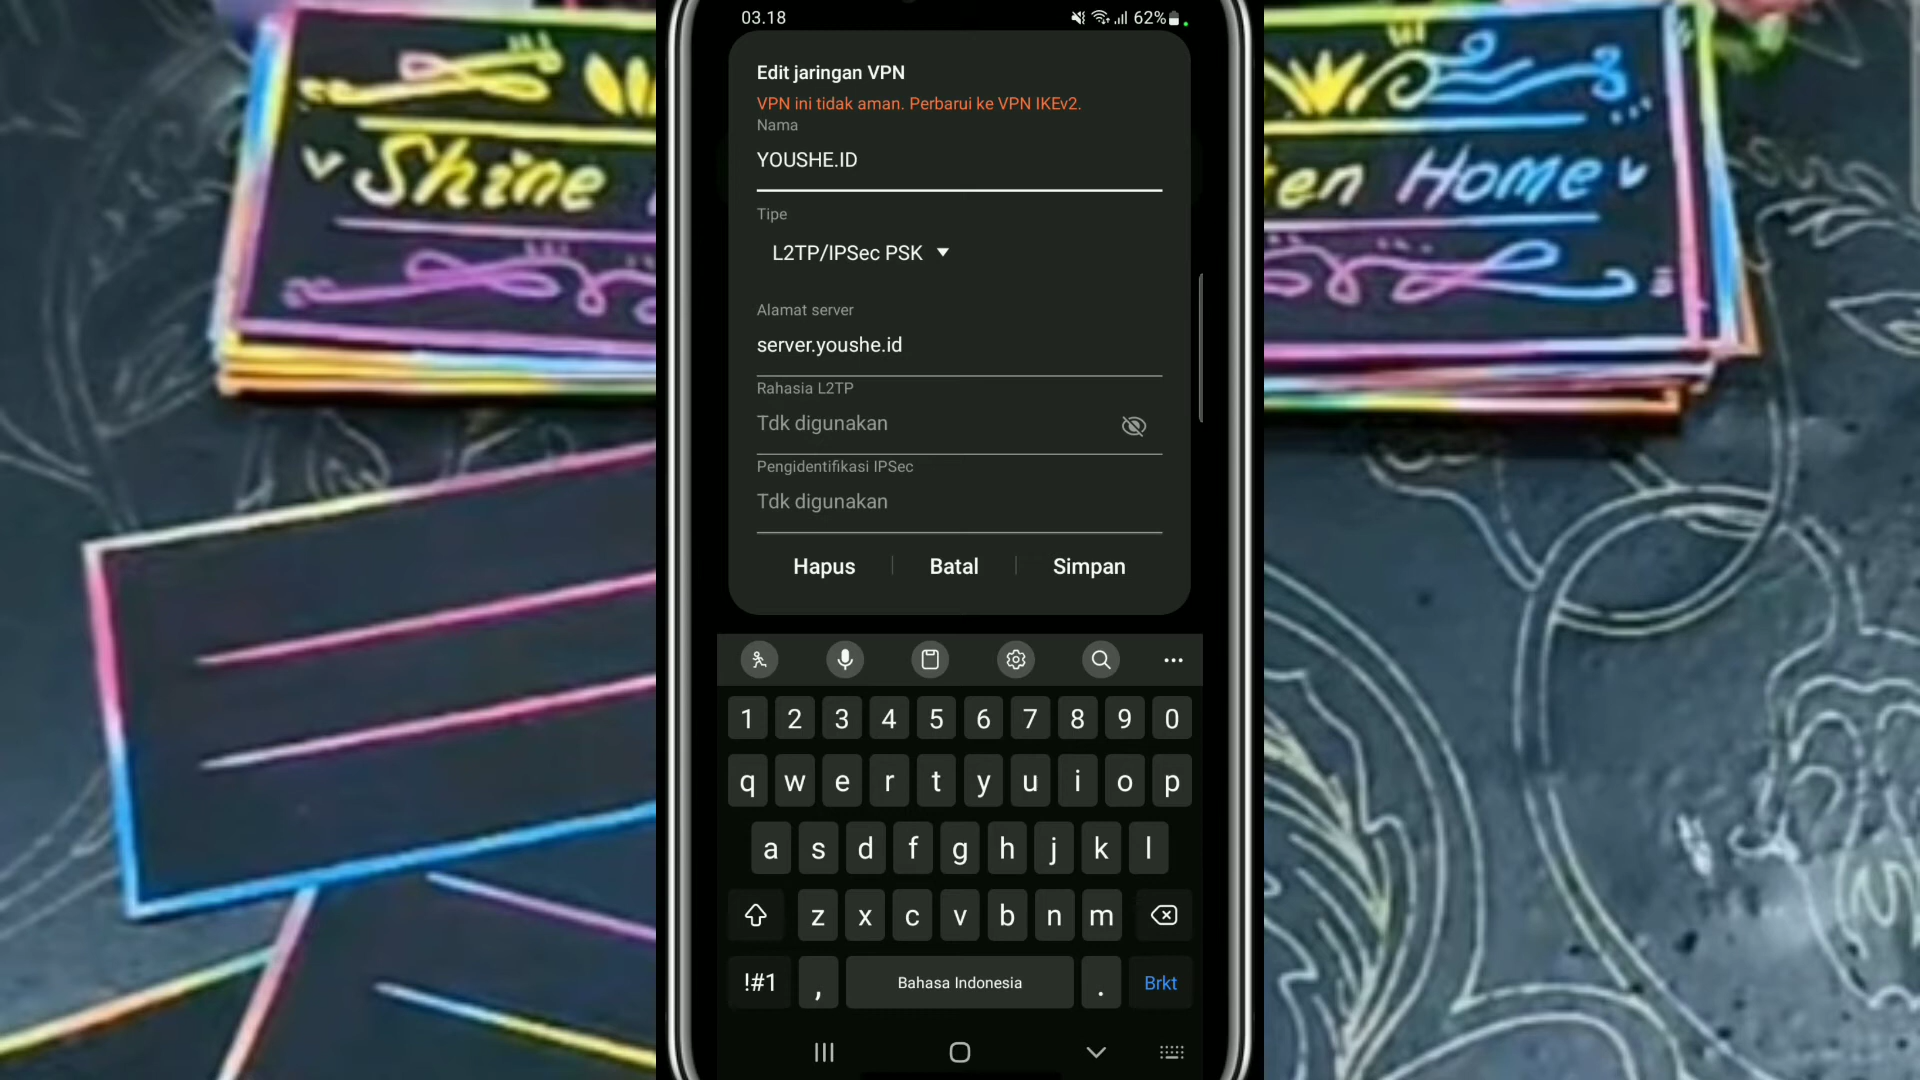 Shine
ten Home
03.18
62%
Edit jaringan VPN
VPN ini tidak aman. Perbarui ke VPN IKEv2.
Nama
YOUSHE.ID
Tipe
L2TP/IPSec PSK
Alamat server
server.youshe.id
Rahasia L2TP
Tdk digunakan
Pengidentifikasi IPSec
Tdk digunakan
Hapus Batal Simpan
1 2 3 4 5 6 7 8 9 0
q w e r t y u i o p
a s d f g h j k l
z x c v b n m
!#1 , Bahasa Indonesia . Brkt